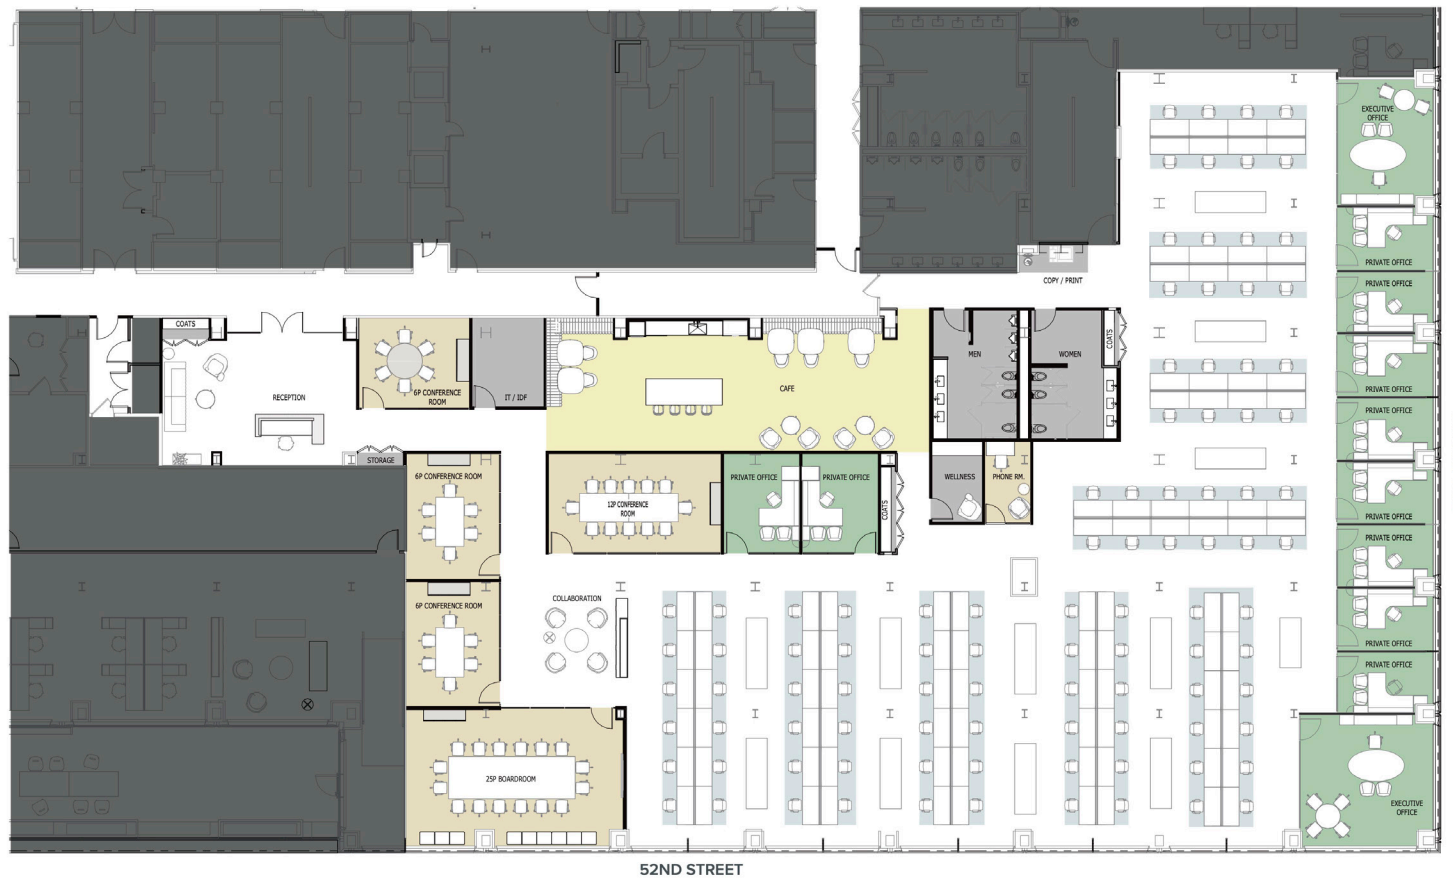 EXECUTIVE
OFFICE
PRIVATE OFFICE
COPY / PRINT
PRIVATE OFFICE
COATS
6P CONFERENCE
ROOM
IT / IDF
RECEPTION
CAFE
MEN
WOMEN
COATS
PRIVATE OFFICE
PRIVATE OFFICE
STORAGE
6P CONFERENCE ROOM
12P CONFERENCE
ROOM
PRIVATE OFFICE
PRIVATE OFFICE
COATS
WELLNESS
PHONE RM.
PRIVATE OFFICE
PRIVATE OFFICE
PRIVATE OFFICE
6P CONFERENCE ROOM
COLLABORATION
PRIVATE OFFICE
PRIVATE OFFICE
25P BOARDROOM
EXECUTIVE
OFFICE
52ND STREET